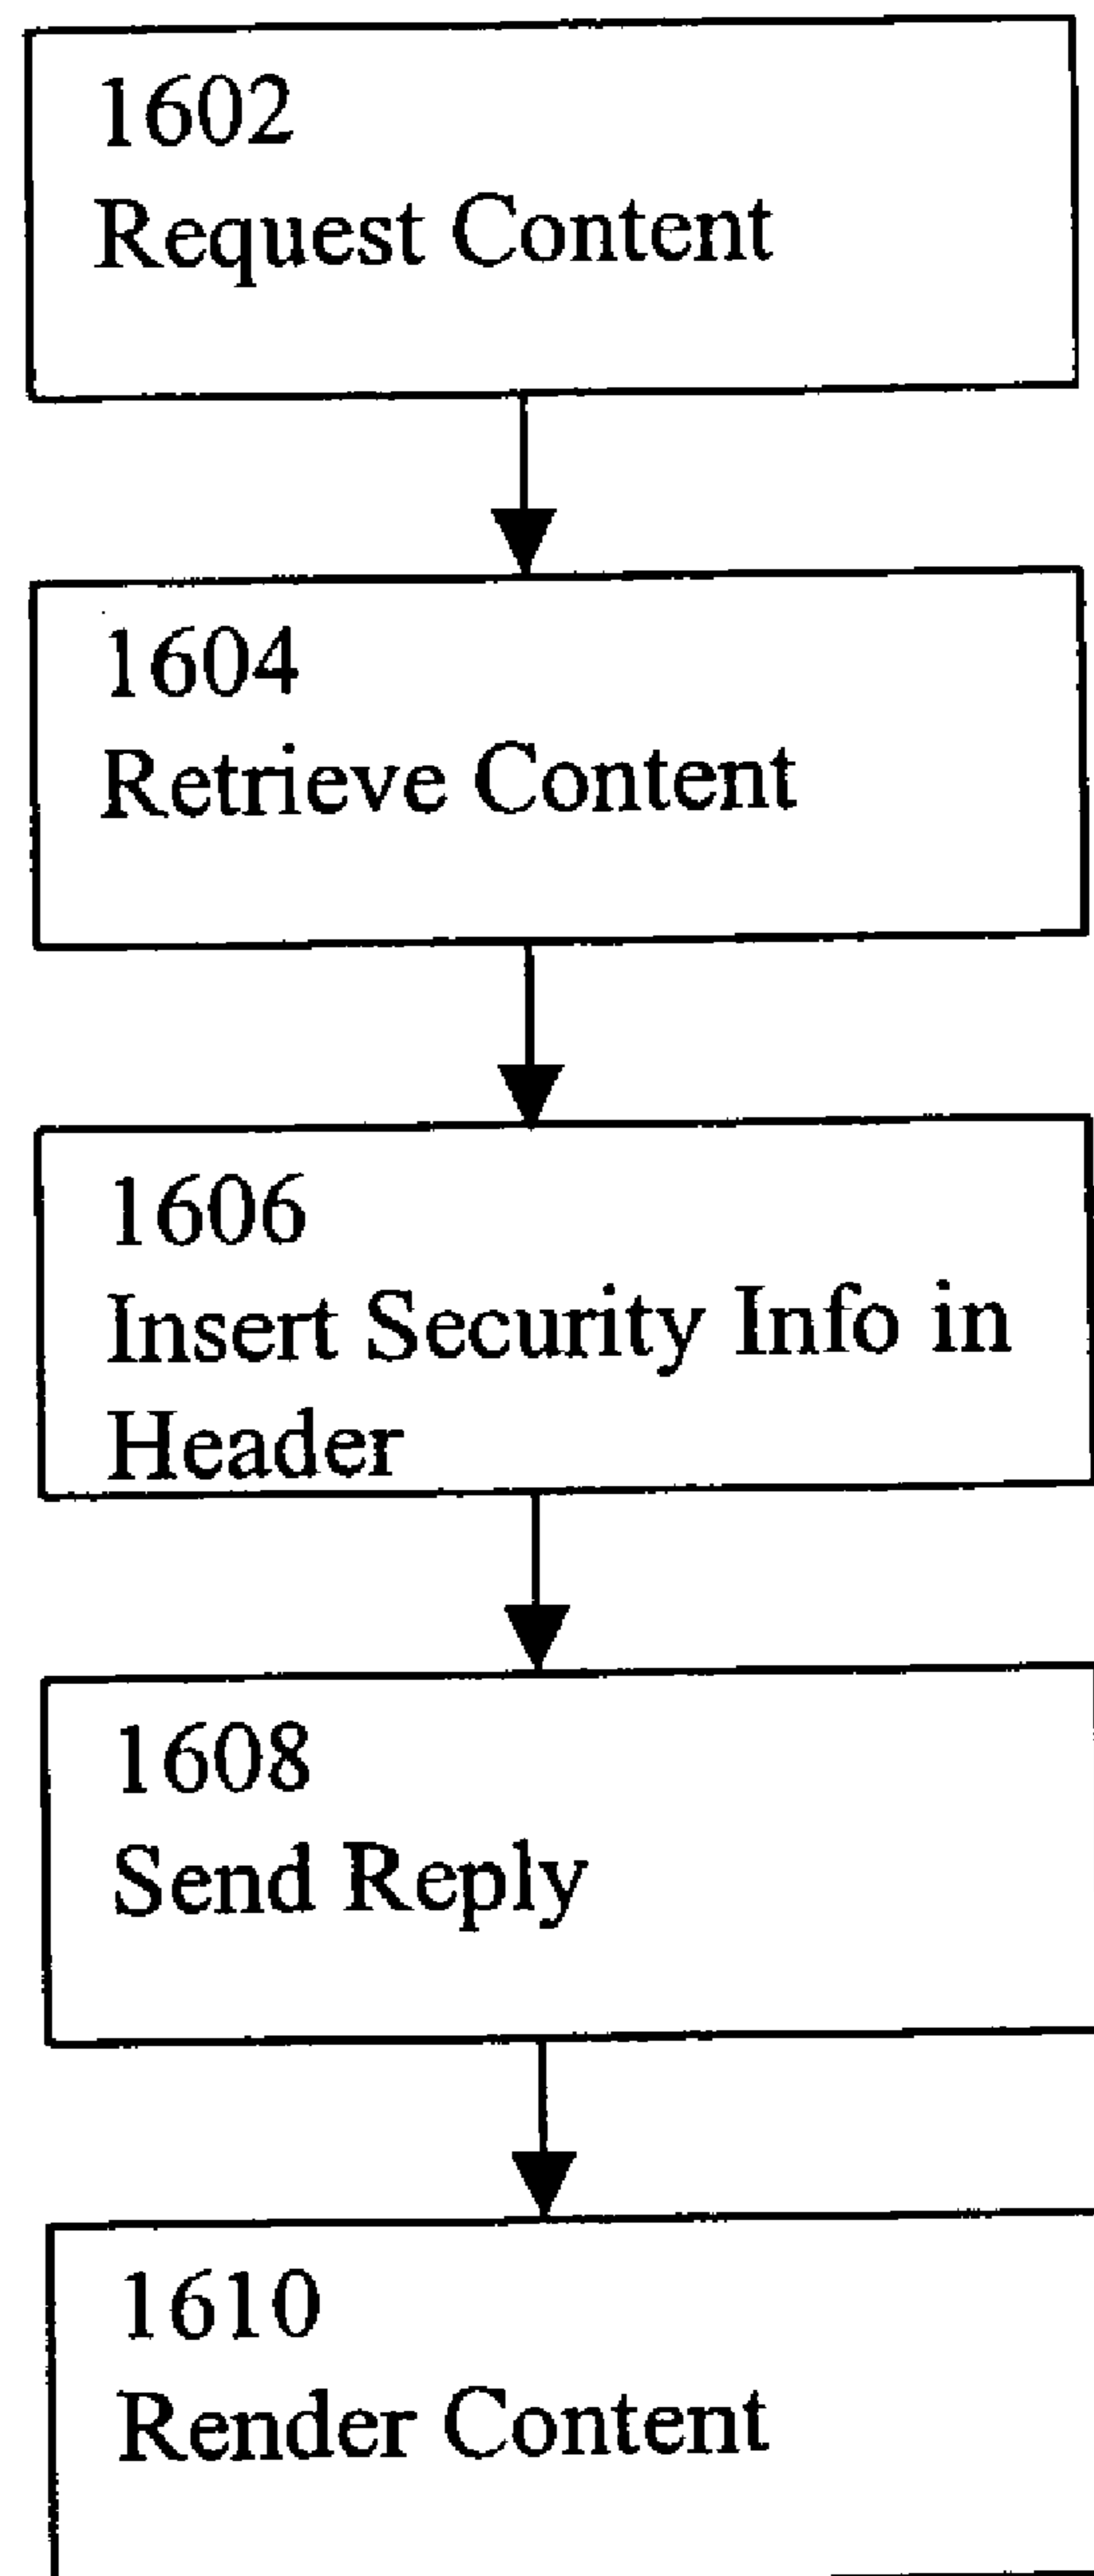 1602
Request Content
1604
Retrieve Content
1606
Insert Security Info in
Header
1608
Send Reply
1610
Render Content